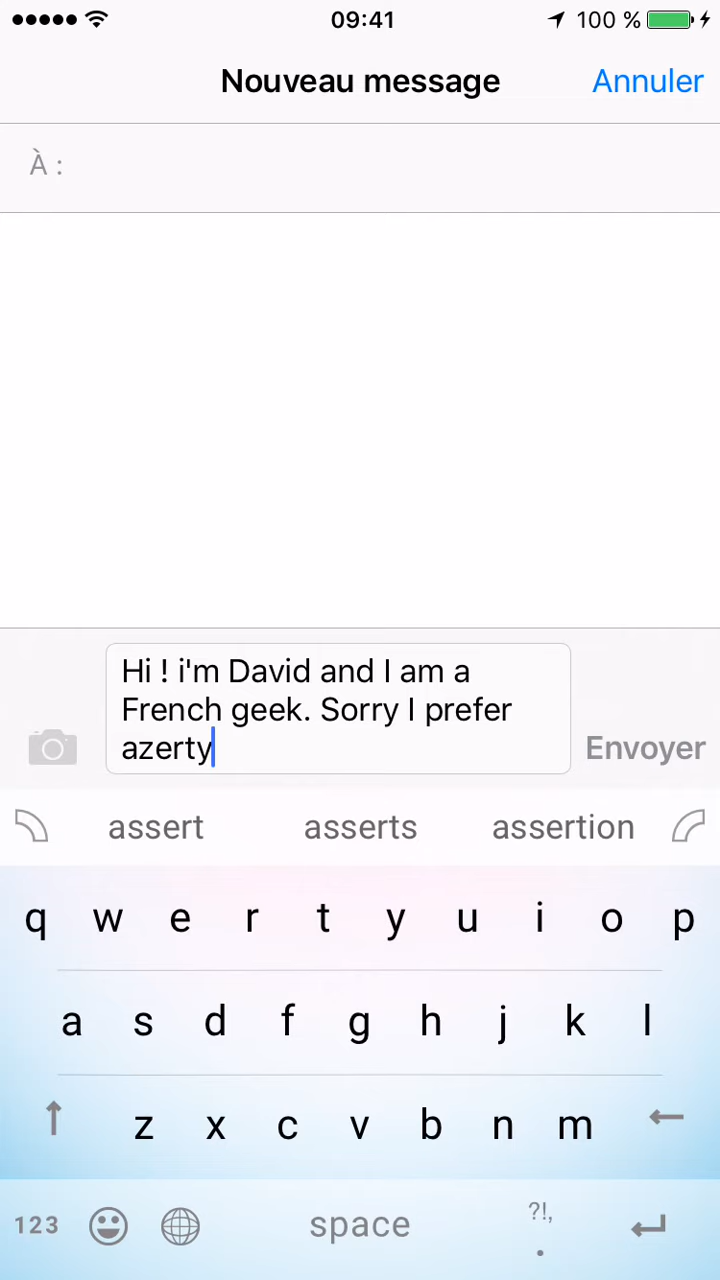 09:41
100 %
Nouveau message
Annuler
À :
Hi ! i'm David and I am a
French geek. Sorry I prefer
azerty
Envoyer
assert asserts assertion
q w e r t y u i o p
a s d f g h j k l
z x c v b n m
123 space ?!, .